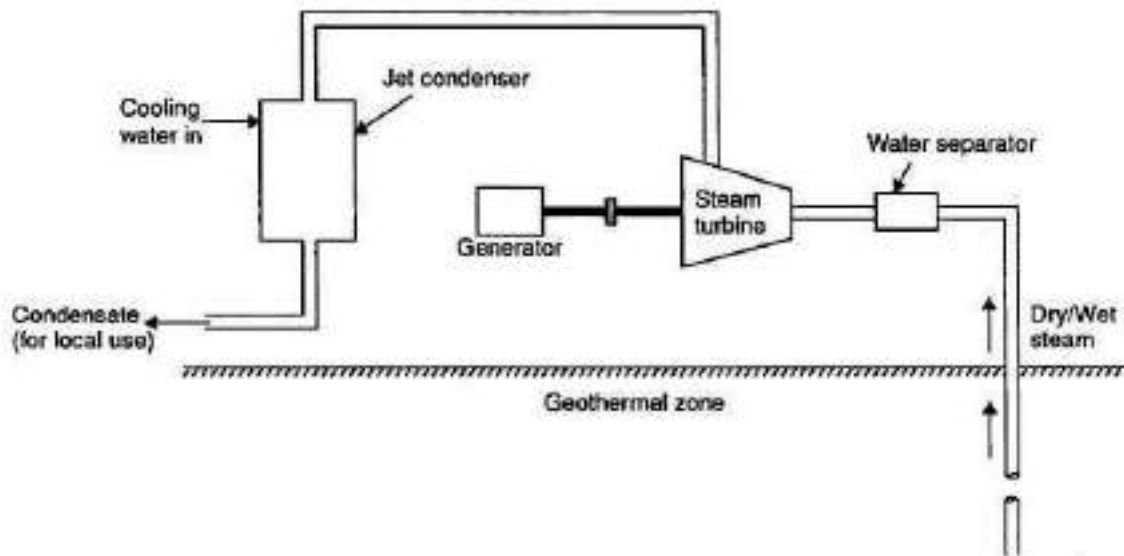 Jet condenser
Cooling
water in
Water separator
Steam
turbine
Generator
Condensate
(for local use)
Dry/Wet
steam
Geothermal zone